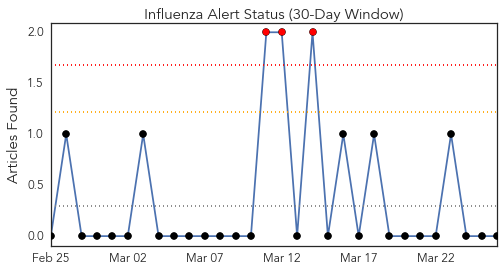 Influenza Alert Status (30-Day Window)
Articles Found
2.0
1.5
1.0
0.5
0.0
Feb 25 Mar 02 Mar 07 Mar 12 Mar 17 Mar 22